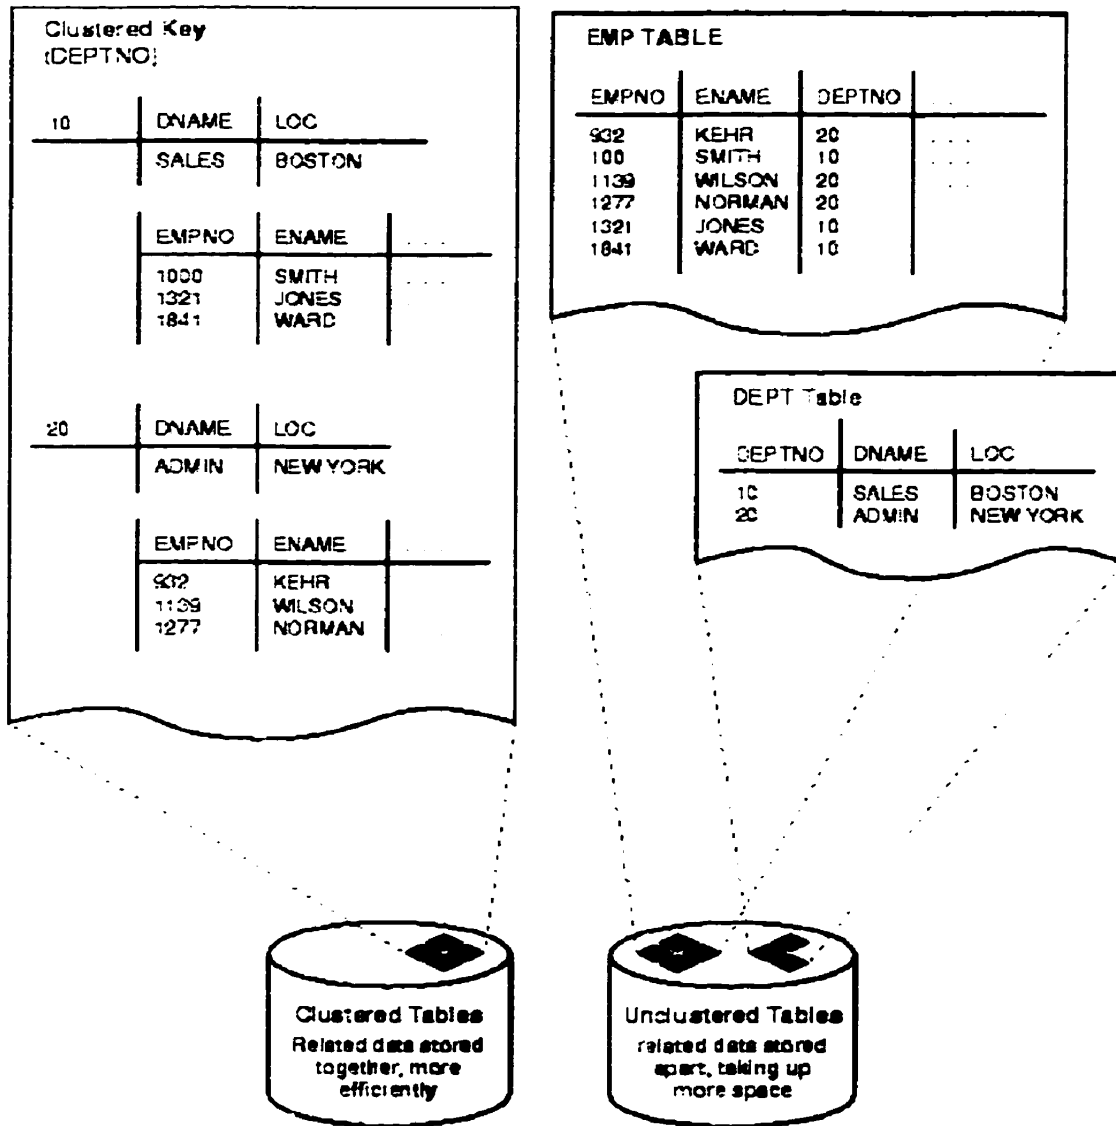 Clustered Key
(DEPTNO)
10 DNAME LOC
SALES BOSTON
EMPNO ENAME . . .
1000 SMITH . . .
1321 JONES . . .
1841 WARD
20 DNAME LOC
ADMIN NEW YORK
EMPNO ENAME . . .
932 KEHR
1139 WILSON
1277 NORMAN
EMP TABLE
EMPNO ENAME DEPTNO . . .
932 KEHR 20 . . .
100 SMITH 10 . . .
1139 WILSON 20 . . .
1277 NORMAN 20
1321 JONES 10
1841 WARD 10
DEPT Table
DEPTNO DNAME LOC
10 SALES BOSTON
20 ADMIN NEW YORK
Clustered Tables
Related data stored
together, more
efficiently
Unclustered Tables
related data stored
apart, taking up
more space